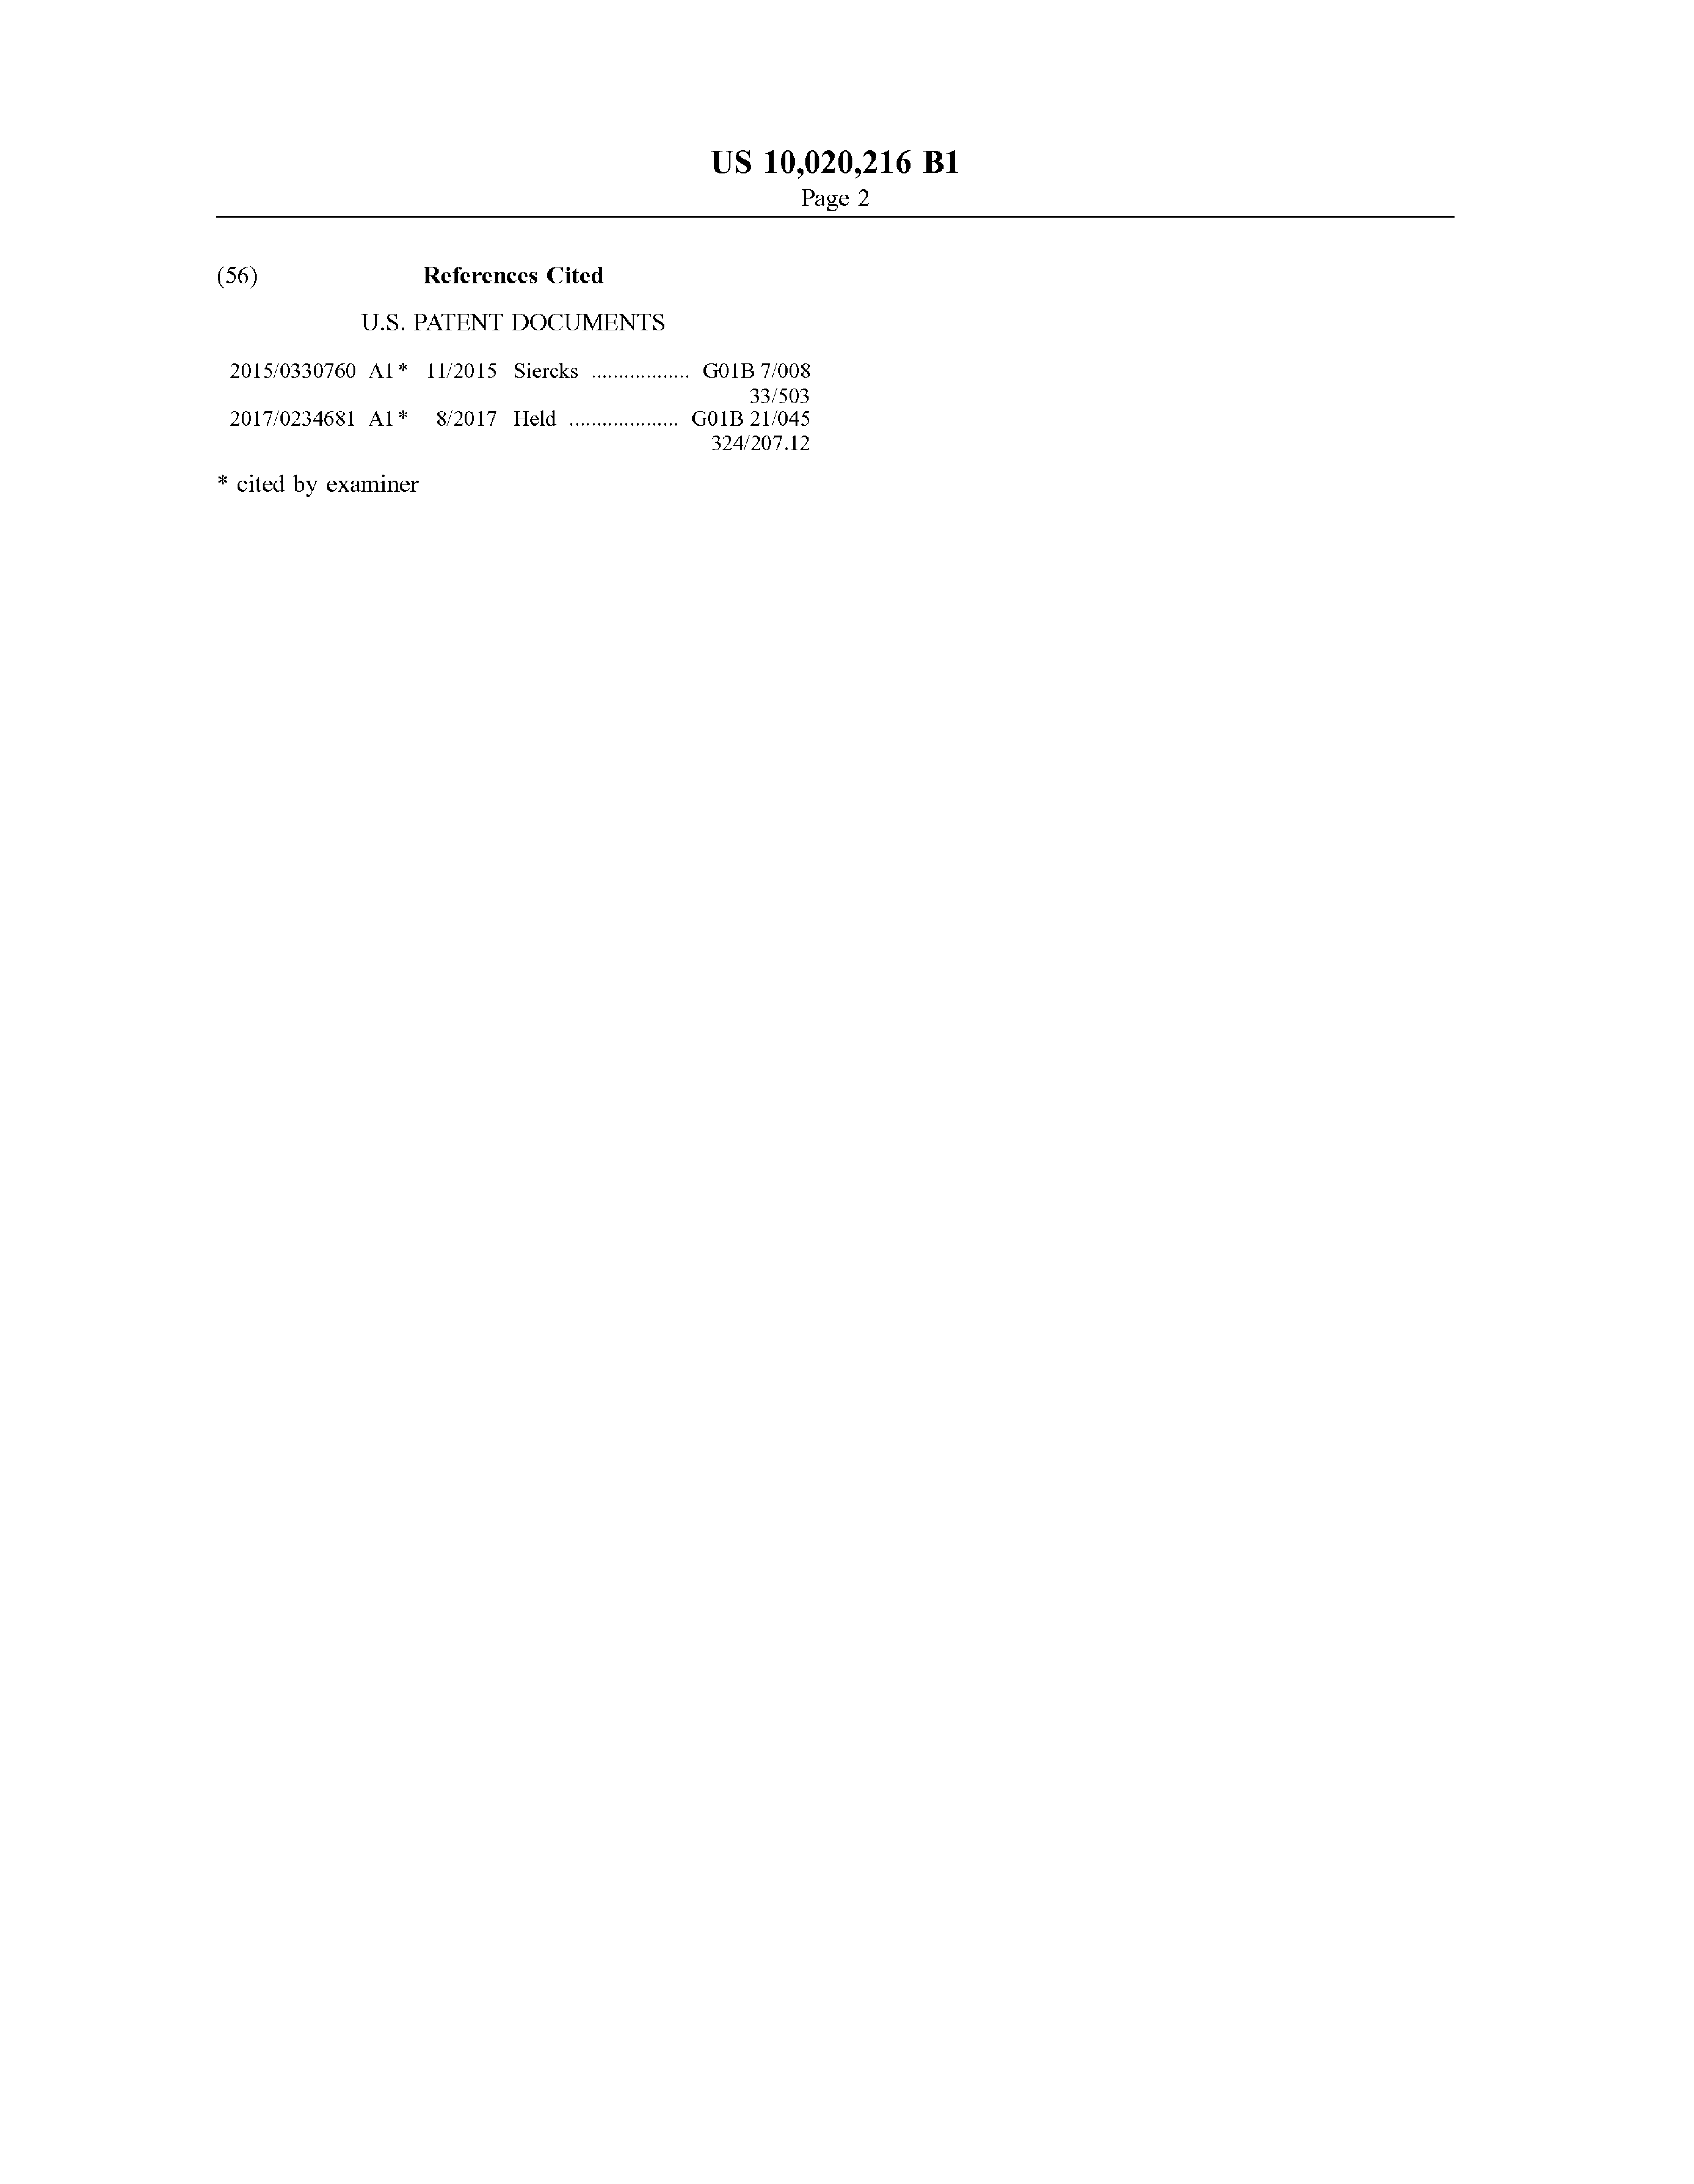 US 10,020,216 B1
Page 2
(56) References Cited
U.S. PATENT DOCUMENTS
2015/0330760 A1* 11/2015 Siercks .................. G01B 7/008
33/503
2017/0234681 A1* 8/2017 Held .................... G01B 21/045
324/207.12
* cited by examiner